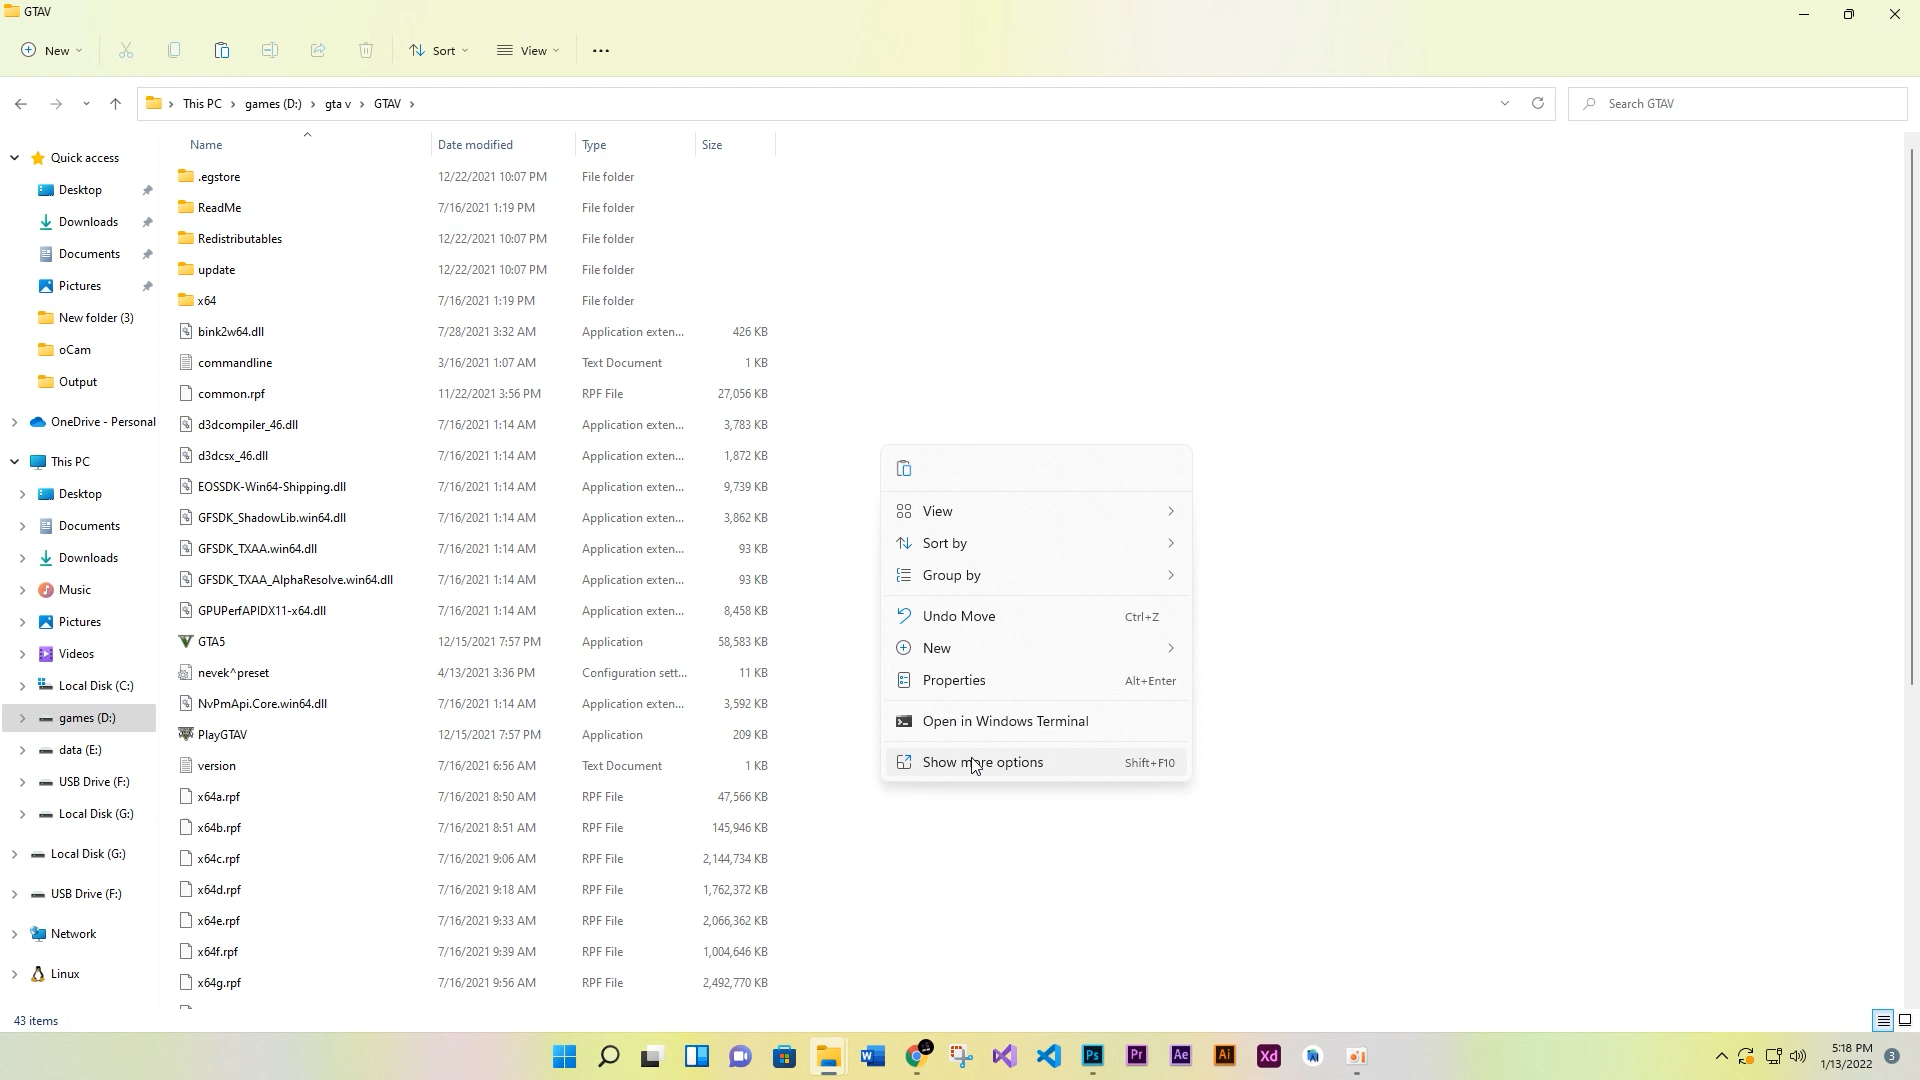 GTAV
New
Sort
View
This PC > games (D:) > gta v > GTAV >
Search GTAV
Name Date modified Type Size
Quick access
Desktop
Downloads
Documents
Pictures
New folder (3)
oCam
Output
OneDrive - Personal
This PC
Desktop
Documents
Downloads
Music
Pictures
Videos
Local Disk (C:)
games (D:)
data (E:)
USB Drive (F:)
Local Disk (G:)
Local Disk (G:)
USB Drive (F:)
Network
Linux
.egstore 12/22/2021 10:07 PM File folder
ReadMe 7/16/2021 1:19 PM File folder
Redistributables 12/22/2021 10:07 PM File folder
update 12/22/2021 10:07 PM File folder
x64 7/16/2021 1:19 PM File folder
bink2w64.dll 7/28/2021 3:32 AM Application exten... 426 KB
commandline 3/16/2021 1:07 AM Text Document 1 KB
common.rpf 11/22/2021 3:56 PM RPF File 27,056 KB
d3dcompiler_46.dll 7/16/2021 1:14 AM Application exten... 3,783 KB
d3dcsx_46.dll 7/16/2021 1:14 AM Application exten... 1,872 KB
EOSSDK-Win64-Shipping.dll 7/16/2021 1:14 AM Application exten... 9,739 KB
GFSDK_ShadowLib.win64.dll 7/16/2021 1:14 AM Application exten... 3,862 KB
GFSDK_TXAA.win64.dll 7/16/2021 1:14 AM Application exten... 93 KB
GFSDK_TXAA_AlphaResolve.win64.dll 7/16/2021 1:14 AM Application exten... 93 KB
GPUPerfAPIDX11-x64.dll 7/16/2021 1:14 AM Application exten... 8,458 KB
GTA5 12/15/2021 7:57 PM Application 58,583 KB
nevek^preset 4/13/2021 3:36 PM Configuration sett... 11 KB
NvPmApi.Core.win64.dll 7/16/2021 1:14 AM Application exten... 3,592 KB
PlayGTAV 12/15/2021 7:57 PM Application 209 KB
version 7/16/2021 6:56 AM Text Document 1 KB
x64a.rpf 7/16/2021 8:50 AM RPF File 47,566 KB
x64b.rpf 7/16/2021 8:51 AM RPF File 145,946 KB
x64c.rpf 7/16/2021 9:06 AM RPF File 2,144,734 KB
x64d.rpf 7/16/2021 9:18 AM RPF File 1,762,372 KB
x64e.rpf 7/16/2021 9:33 AM RPF File 2,066,362 KB
x64f.rpf 7/16/2021 9:39 AM RPF File 1,004,646 KB
x64g.rpf 7/16/2021 9:56 AM RPF File 2,492,770 KB
View
Sort by
Group by
Undo Move Ctrl+Z
New
Properties Alt+Enter
Open in Windows Terminal
Show more options Shift+F10
43 items
W
Ps
Pr
Ae
Ai
Xd
5:18 PM
1/13/2022
3